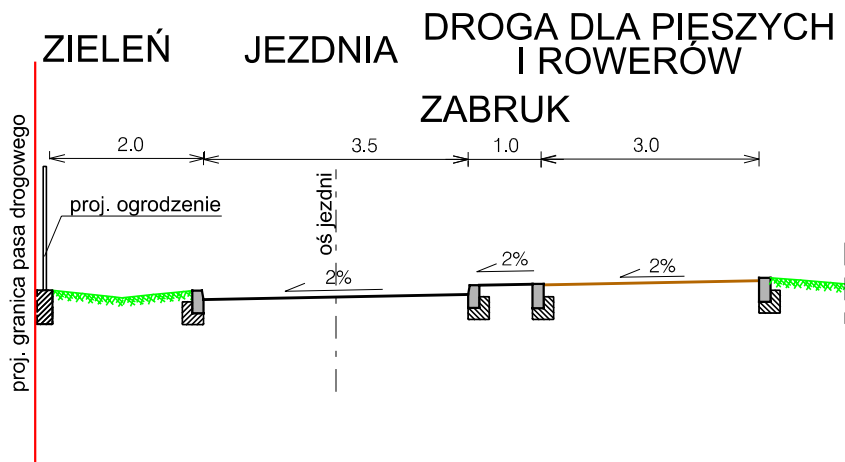 ZIELEŃ
JEZDNIA
DROGA DLA PIESZYCH
I ROWERÓW
ZABRUK
2.0
3.5
1.0
3.0
proj. granica pasa drogowego
proj. ogrodzenie
oś jezdni
2%
2%
2%